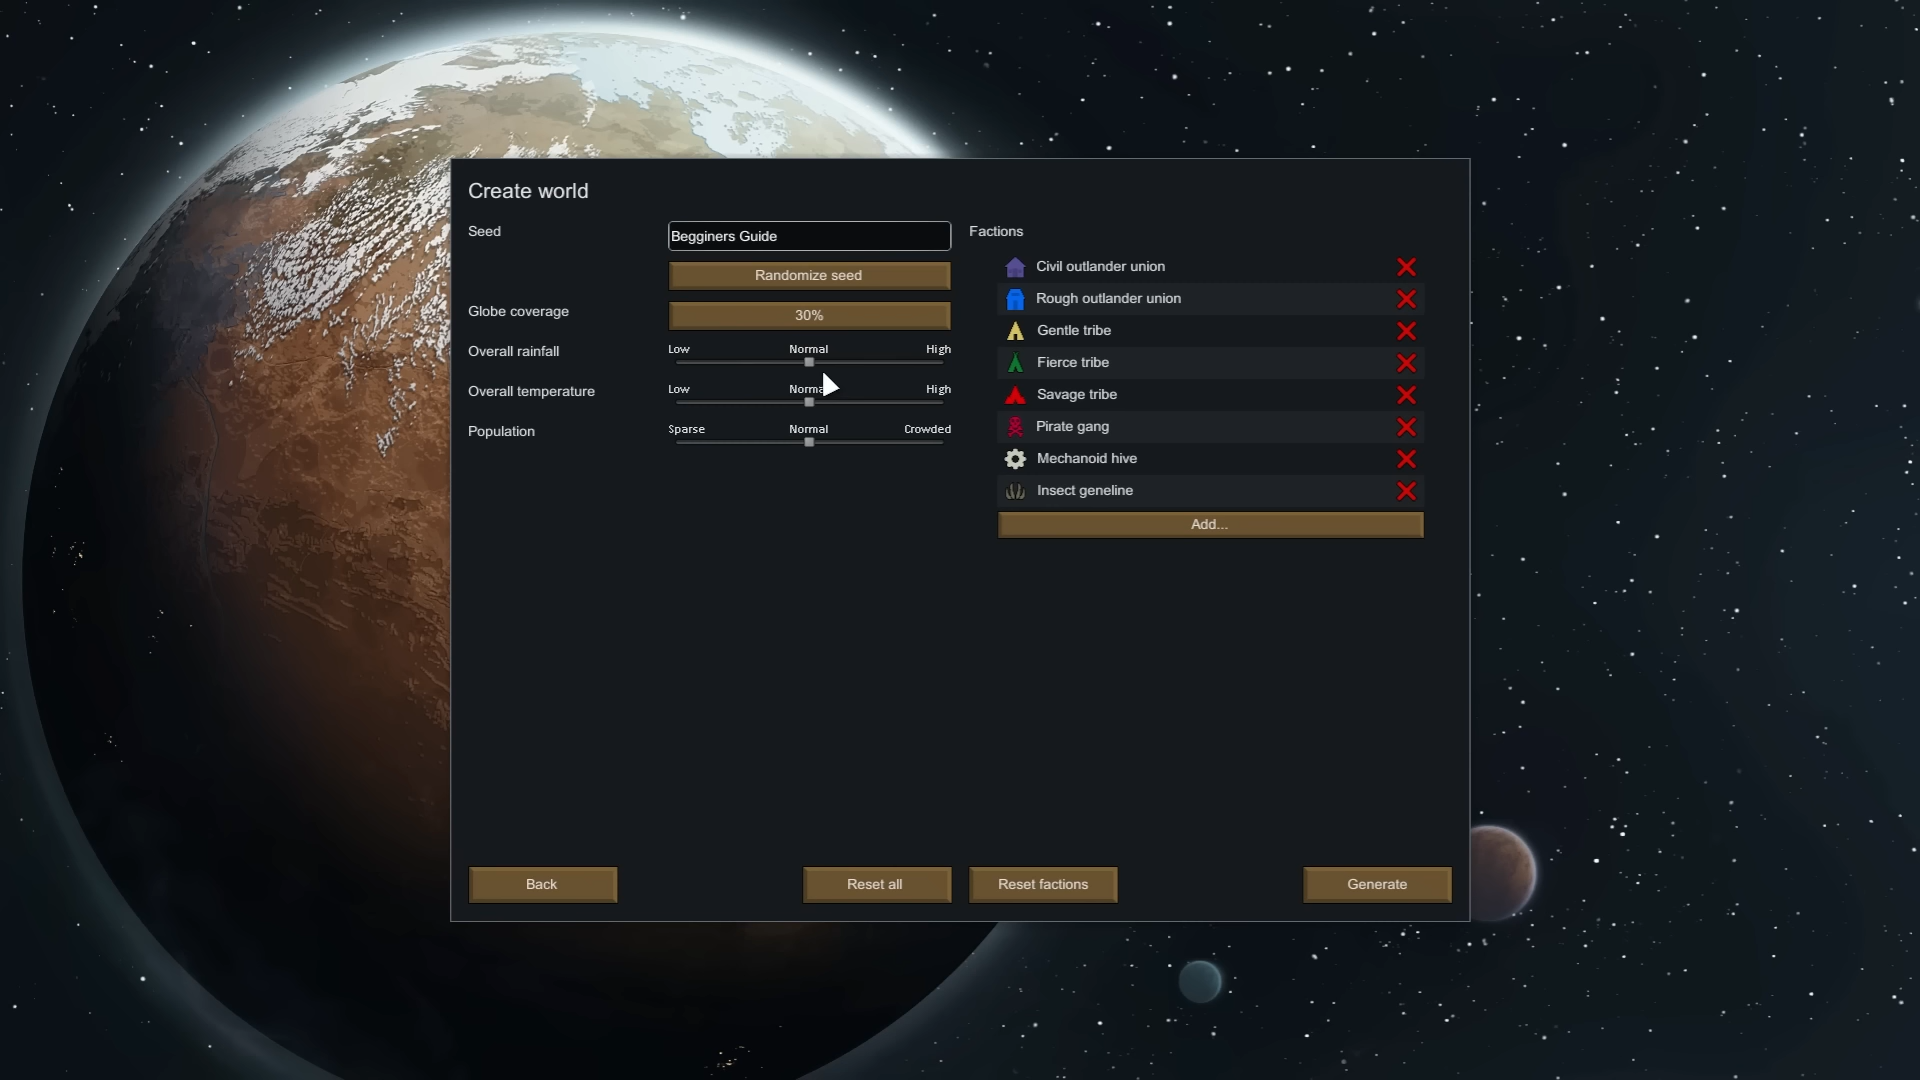 Create world
Seed
Begginers Guide
Randomize seed
Globe coverage
30%
Overall rainfall
Low Normal High
Overall temperature
Low Norma High
Population
Sparse Normal Crowded
Factions
Civil outlander union
Rough outlander union
Gentle tribe
Fierce tribe
Savage tribe
Pirate gang
Mechanoid hive
Insect geneline
Add...
Back
Reset all
Reset factions
Generate